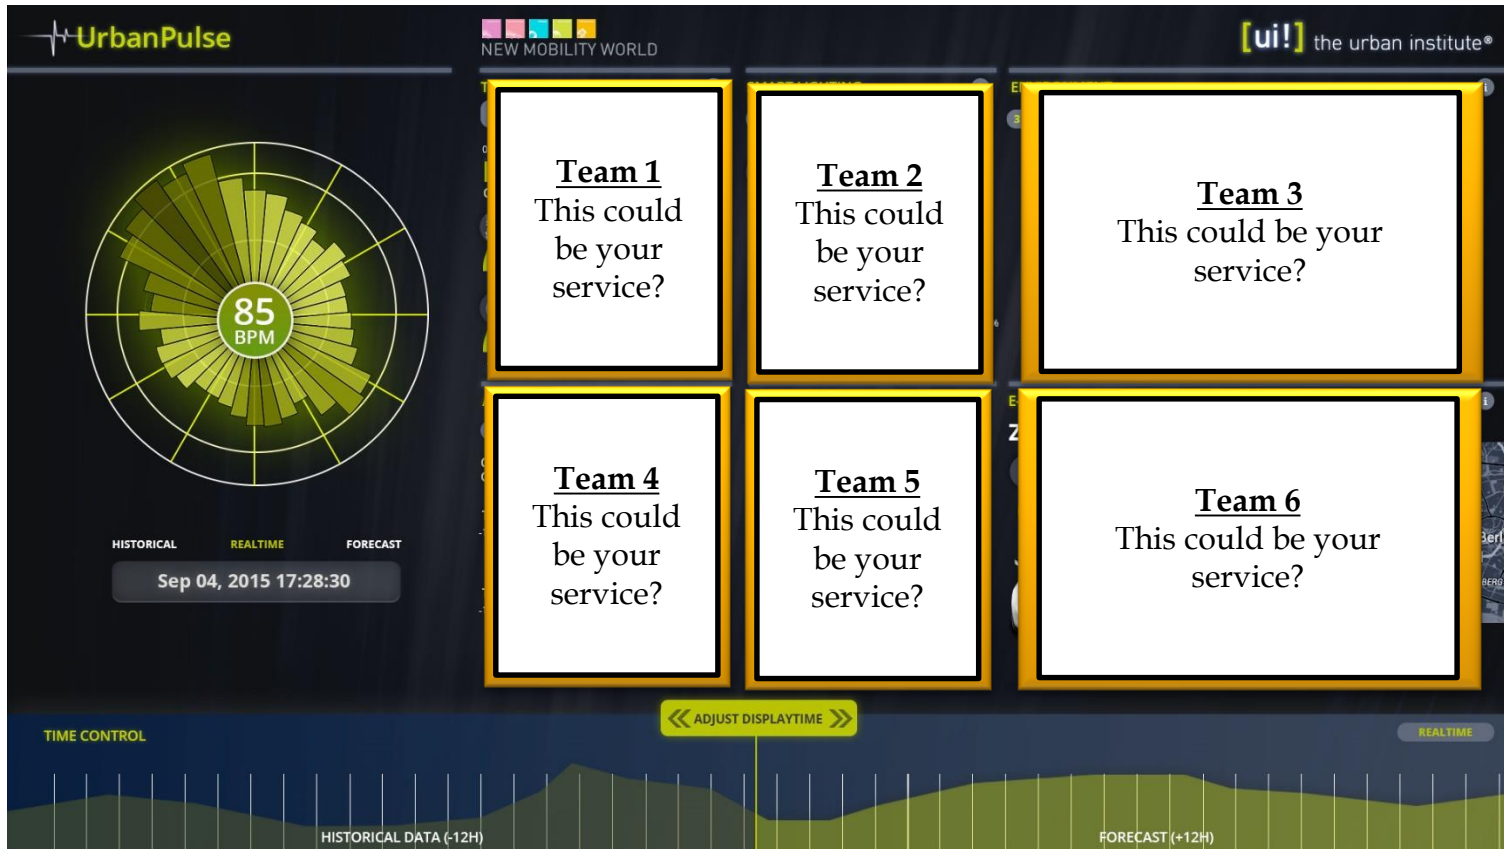 UrbanPulse
NEW MOBILITY WORLD
[ui!] the urban institute®
Team 1
This could
be your
service?
Team 2
This could
be your
service?
Team 3
This could be your
service?
Team 4
This could
be your
service?
Team 5
This could
be your
service?
Team 6
This could be your
service?
85
BPM
HISTORICAL
REALTIME
FORECAST
Sep 04, 2015 17:28:30
ADJUST DISPLAYTIME
TIME CONTROL
REALTIME
HISTORICAL DATA (-12H)
FORECAST (+12H)